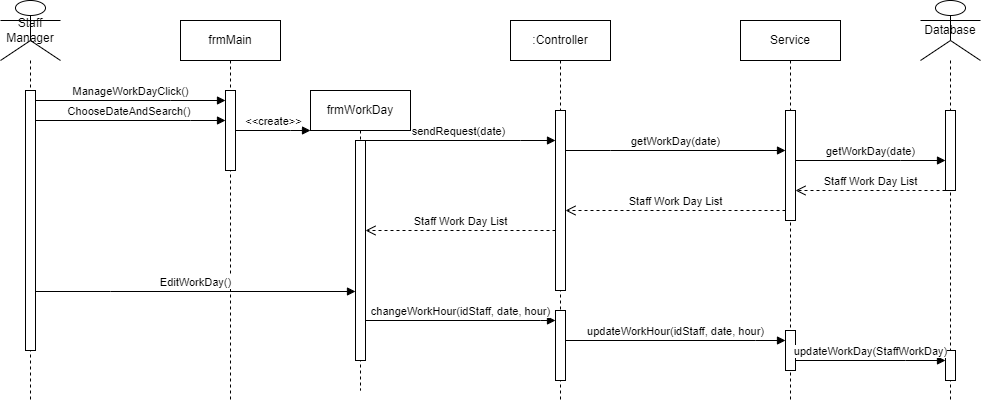 Staff
Manager
frmMain
:Controller
Service
Database
ManageWorkDayClick()
ChooseDateAndSearch()
<<create>>
frmWorkDay
sendRequest(date)
getWorkDay(date)
getWorkDay(date)
Staff Work Day List
Staff Work Day List
Staff Work Day List
EditWorkDay()
changeWorkHour(idStaff, date, hour)
updateWorkHour(idStaff, date, hour)
updateWorkDay(StaffWorkDay)